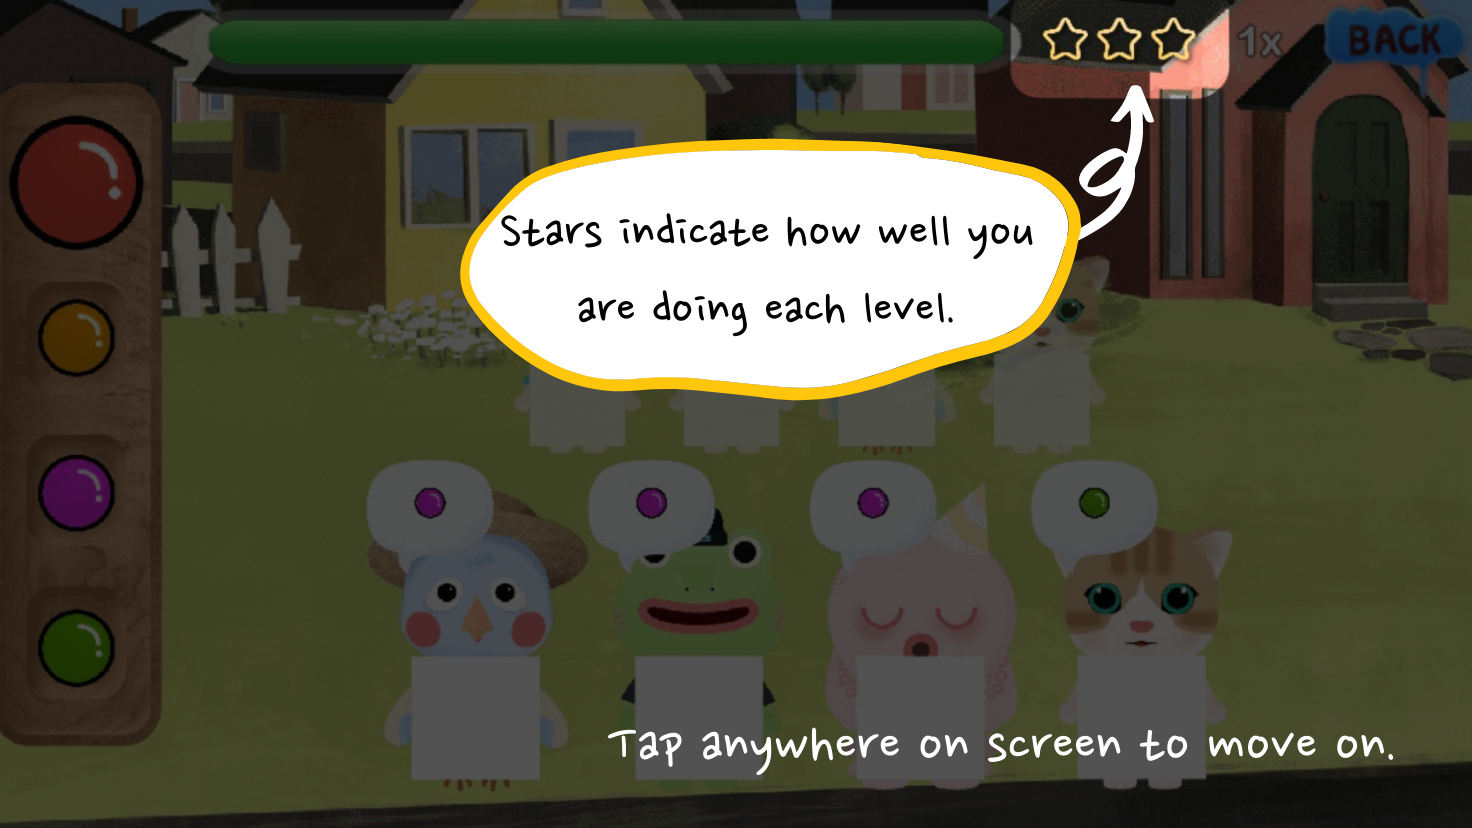 1x
BACK
Stars indicate how well you
are doing each level.
Tap anywhere on screen to move on.